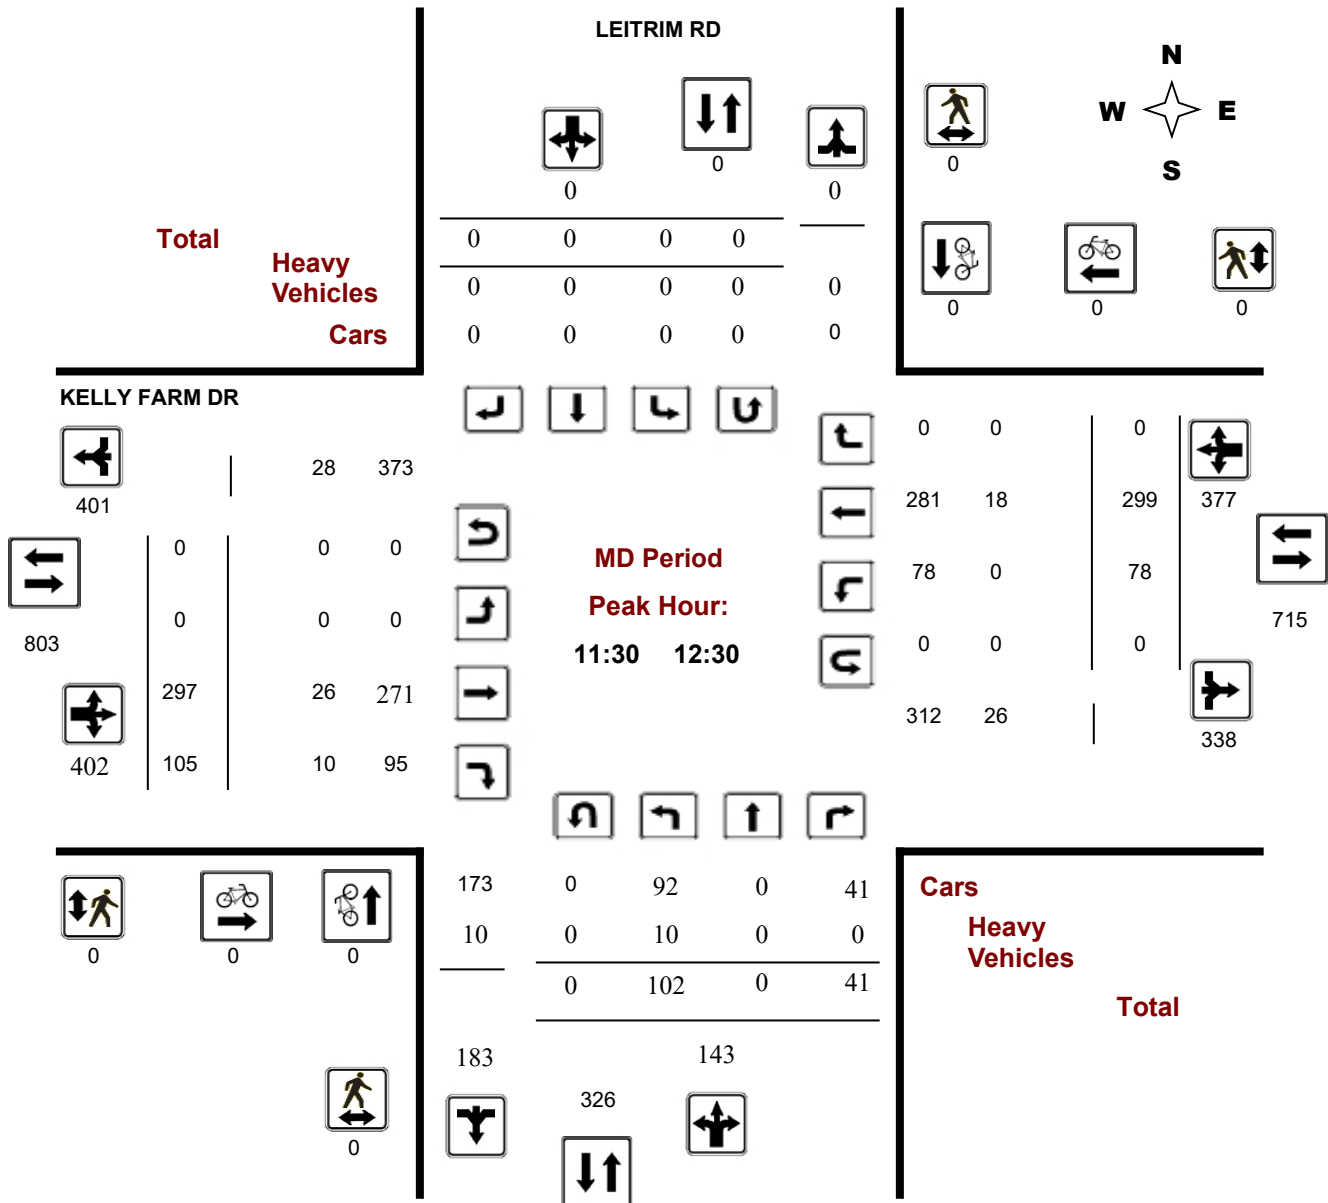 LEITRIM RD
N
W E
S
0
0
0
0 0
Total
0 0 0 0
Heavy
Vehicles
0 0 0 0 0
Cars
0 0 0 0 0
0 0 0
KELLY FARM DR
28 373
401
0 0 0
0 0 0
803
297 26 271
402 105 10 95
MD Period
Peak Hour:
11:30 12:30
0 0 0
281 18 299 377
78 0 78
715
0 0 0
312 26
338
173 0 92 0 41
10 0 10 0 0
0 102 0 41
183 143
326
Cars
Heavy
Vehicles
Total
0 0 0
0